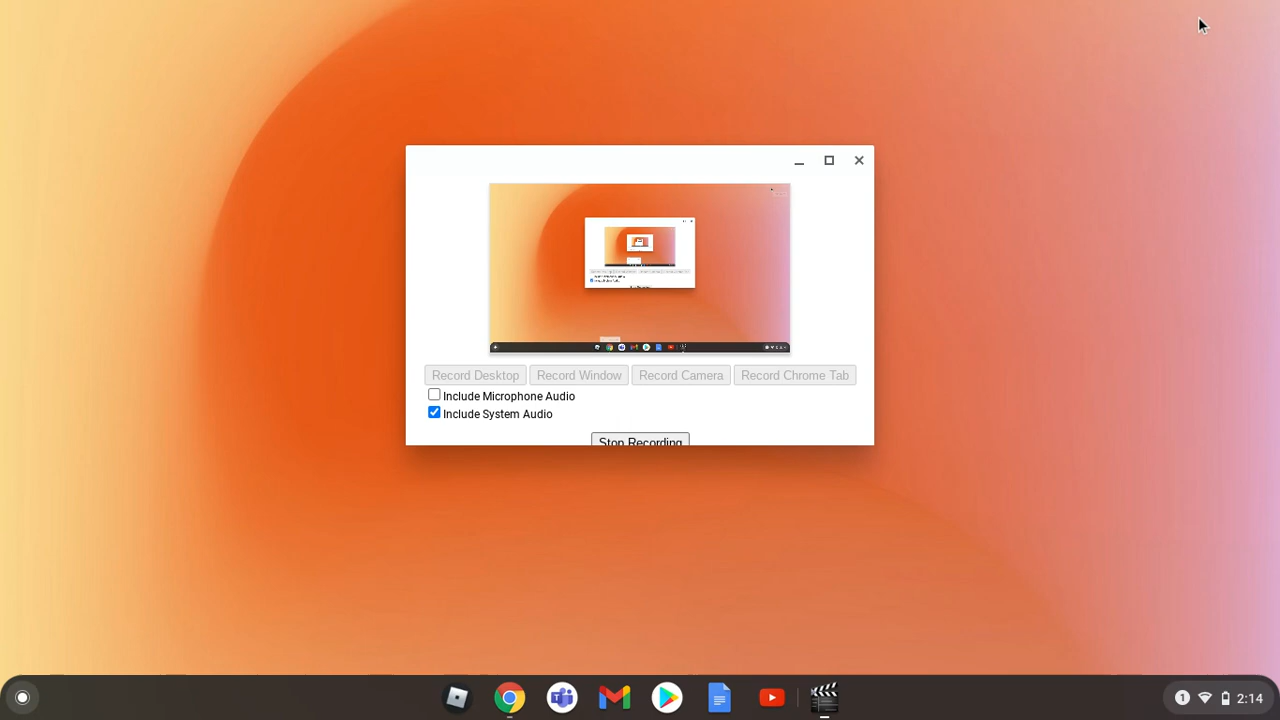 Record Desktop Record Window Record Camera Record Chrome Tab
Include Microphone Audio
Include System Audio
Stop Recording
1 2:14